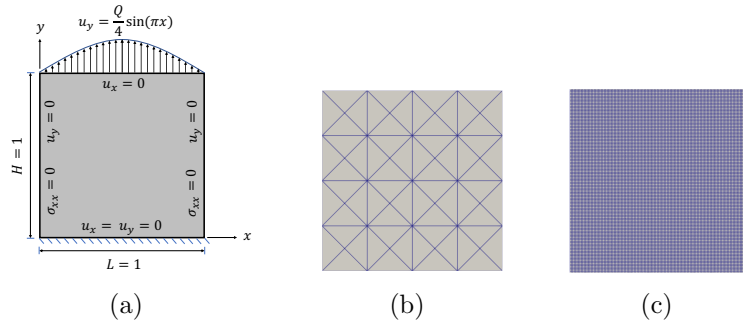 y
u_y = Q/4 sin(πx)
u_x = 0
u_y = 0
u_y = 0
H = 1
σ_xx = 0
σ_xx = 0
u_x = u_y = 0
x
L = 1
(a)
(b)
(c)